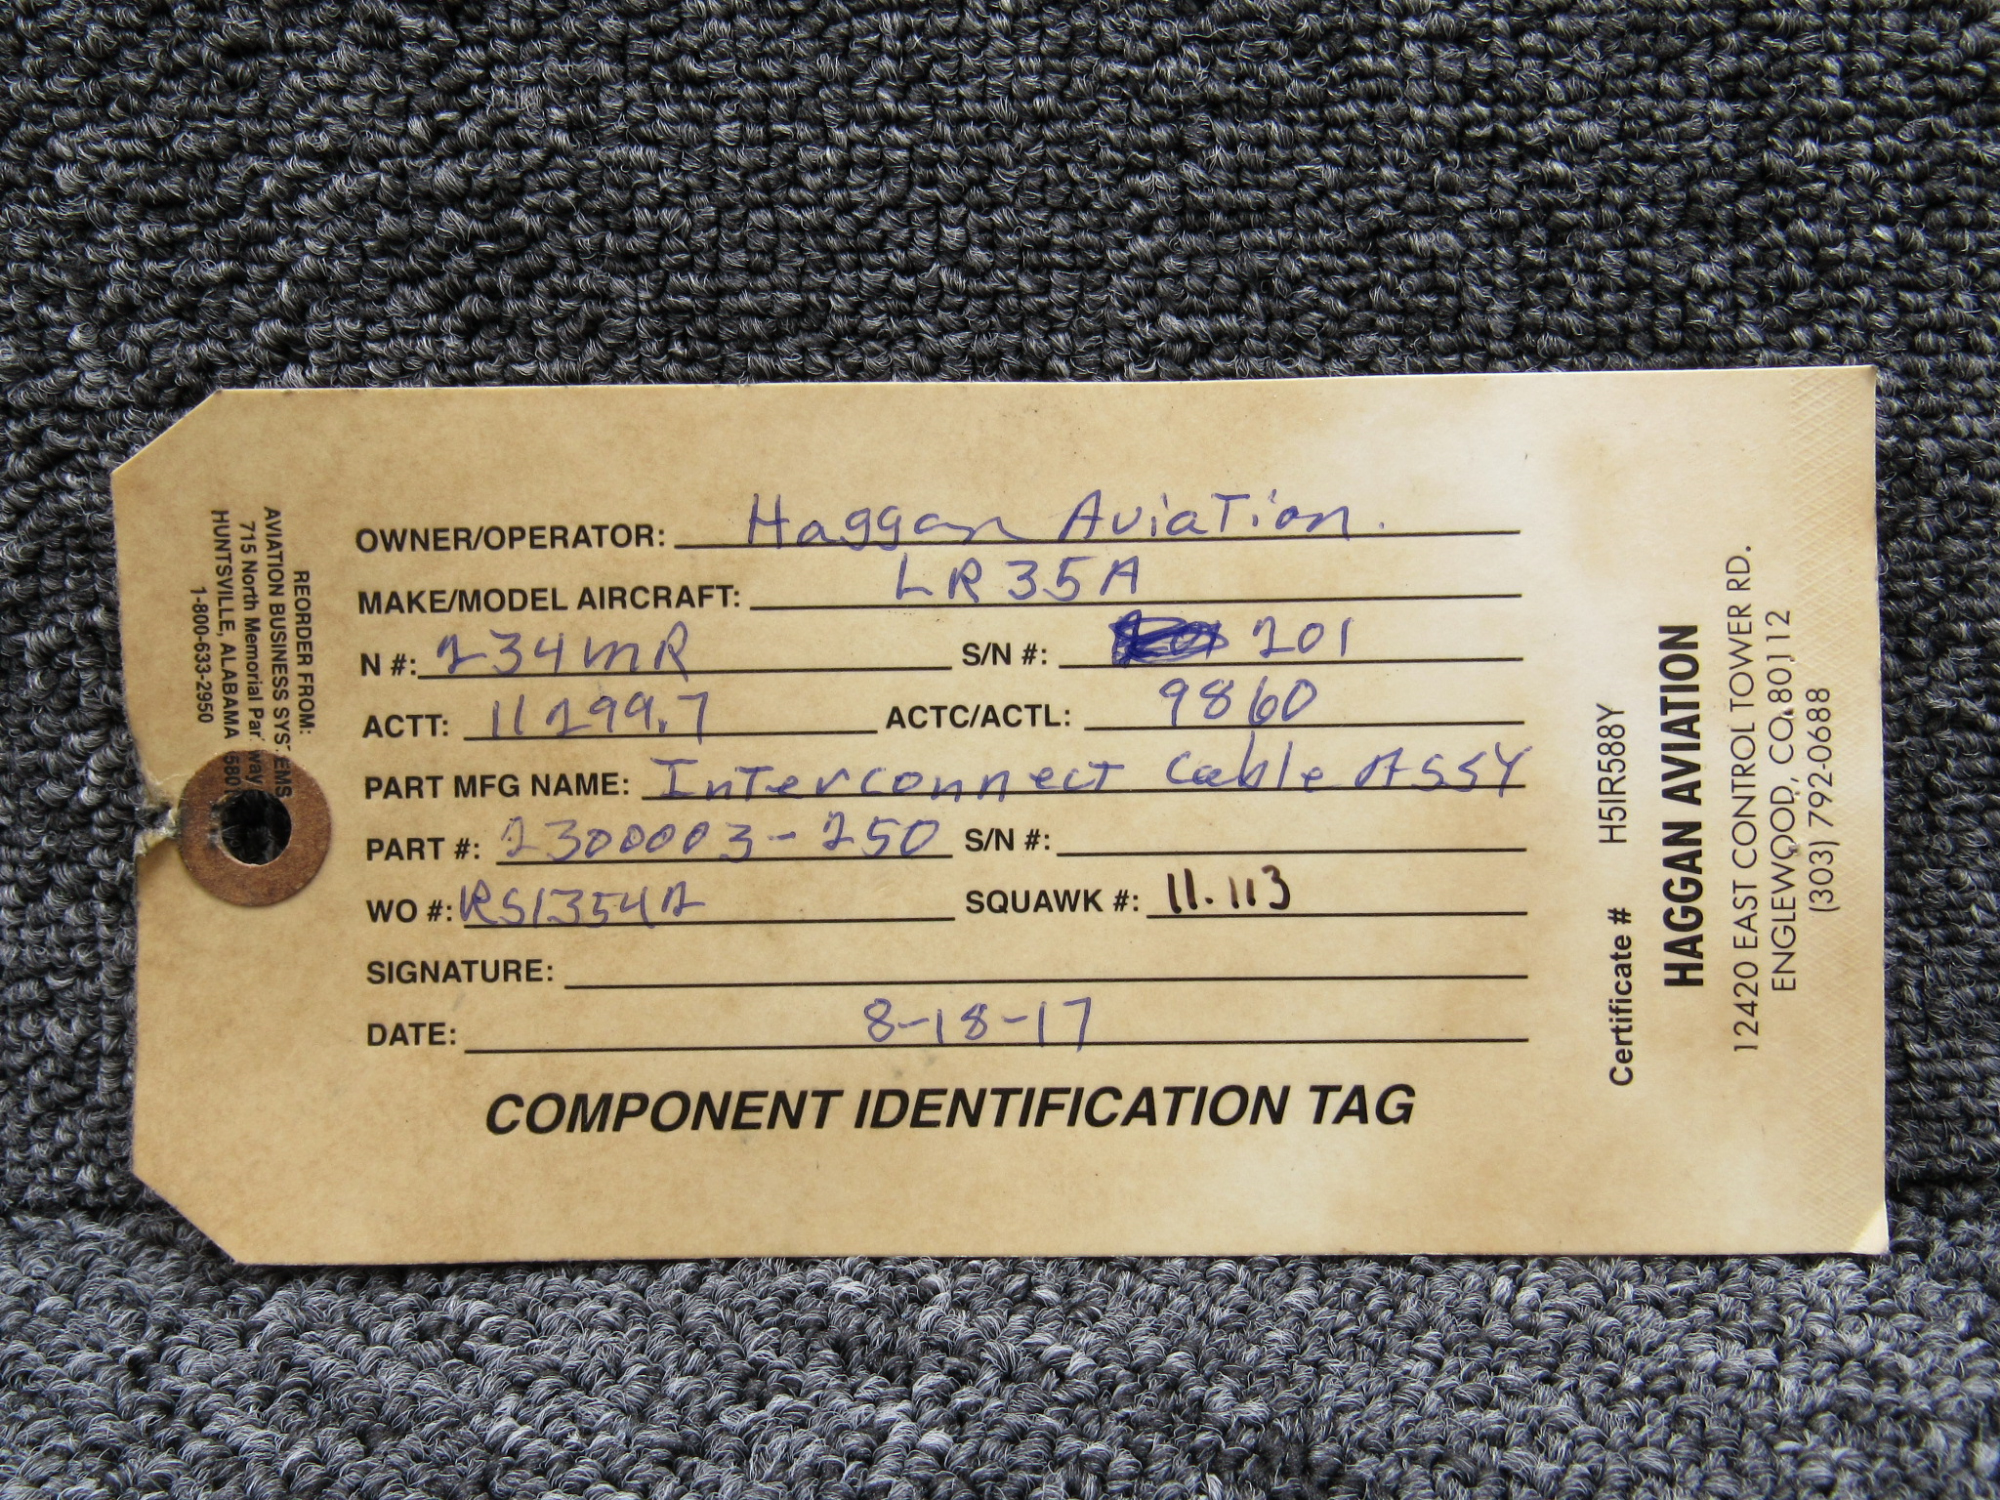 OWNER/OPERATOR: Haggan Aviation.
MAKE/MODEL AIRCRAFT: LR35A
N #: 234MR S/N #: 201
ACTT: 11299.7 ACTC/ACTL: 9860
PART MFG NAME: Interconnect Cable ASSY
PART #: 2300003-250 S/N #:
WO #: SQUAWK #: 11.113
SIGNATURE:
DATE: 8-18-17
COMPONENT IDENTIFICATION TAG
REORDER FROM:
AVIATION BUSINESS SYSTEMS
715 North Memorial Parkway
HUNTSVILLE, ALABAMA
1-800-633-2950
Certificate # H5IR588Y
HAGGAN AVIATION
12420 EAST CONTROL TOWER RD.
ENGLEWOOD, CO.80112
(303) 792-0688